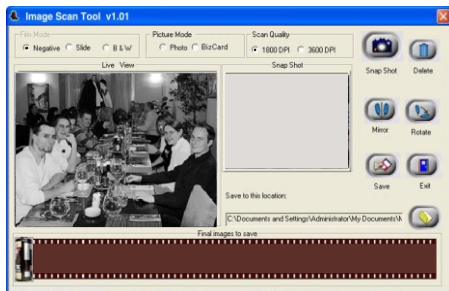 Image Scan Tool v1.01
Film Mode
Negative Slide B & W
Picture Mode
Photo BizCard
Scan Quality
1800 DPI 3600 DPI
Live View
Snap Shot
Snap Shot
Delete
Mirror
Rotate
Save
Exit
Save to this location:
C:\Documents and Settings\Administrator\My Documents\
Final images to save